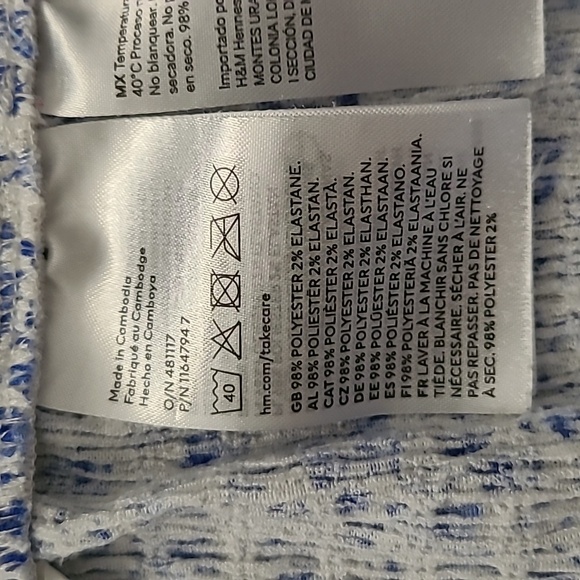 MX Temperatur
40°C Proceso n
No blanquear.
secadora. No p
en seco. 98%
Importado po
H&M Hennes
MONTES URA
COLONIA LO
I SECCIÓN, D
CIUDAD DE M
Made in Cambodia
Fabriqué au Cambodge
Hecho en Camboya
O/N 481117
P/N 11647947
40
hm.com/takecare
GB 98% POLYESTER 2% ELASTANE.
AL 98% POLIESTËR 2% ELASTAN.
CAT 98% POLIÈSTER 2% ELASTÀ.
CZ 98% POLYESTER 2% ELASTAN.
DE 98% POLYESTER 2% ELASTHAN.
EE 98% POLÜESTER 2% ELASTAAN.
ES 98% POLIÉSTER 2% ELASTANO.
FI 98% POLYESTERIÄ 2% ELASTAANIA.
FR LAVER À LA MACHINE À L'EAU
TIÈDE. BLANCHIR SANS CHLORE SI
NÉCESSAIRE. SÉCHER À L'AIR. NE
PAS REPASSER. PAS DE NETTOYAGE
À SEC. 98% POLYESTER 2%